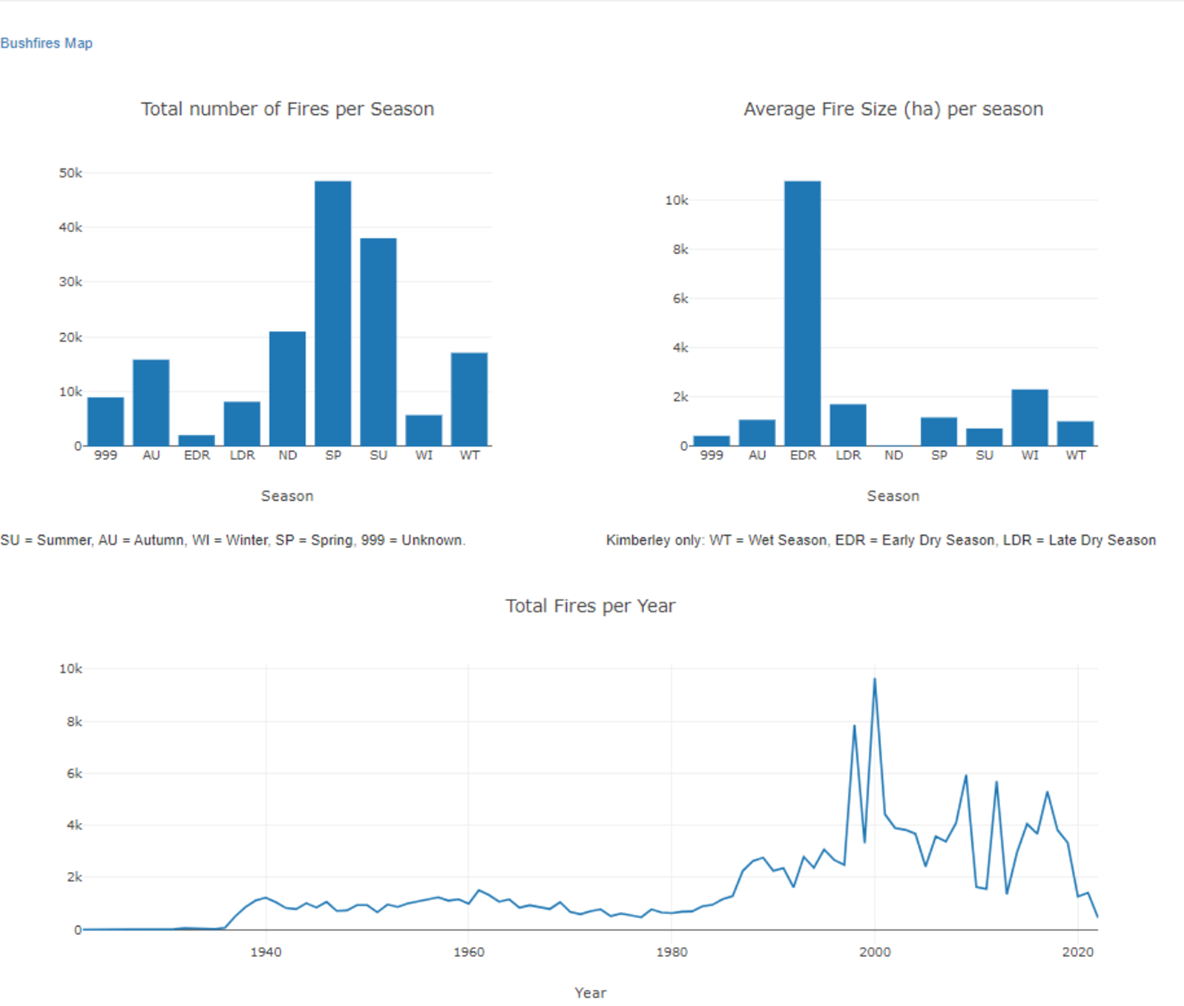 Bushfires Map
Total number of Fires per Season
50k
40k
30k
20k
10k
0
999 AU EDR LDR ND SP SU WI WT
Season
Average Fire Size (ha) per season
10k
8k
6k
4k
2k
0
999 AU EDR LDR ND SP SU WI WT
Season
SU = Summer, AU = Autumn, WI = Winter, SP = Spring, 999 = Unknown.
Kimberley only: WT = Wet Season, EDR = Early Dry Season, LDR = Late Dry Season
Total Fires per Year
10k
8k
6k
4k
2k
0
1940 1960 1980 2000 2020
Year